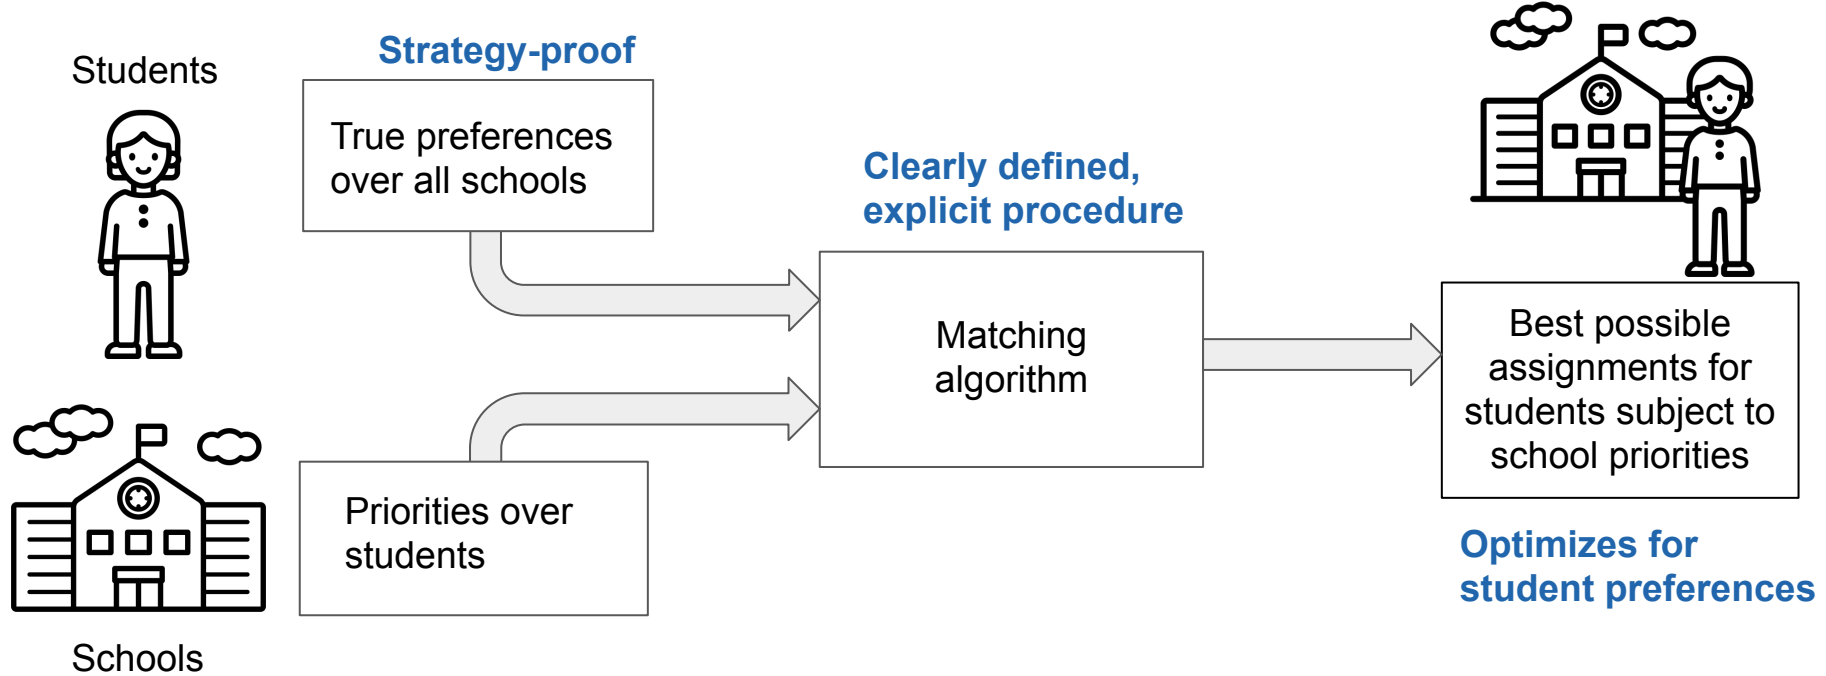 Students
Strategy-proof
True preferences
over all schools
Clearly defined,
explicit procedure
Matching
algorithm
Priorities over
students
Schools
Best possible
assignments for
students subject to
school priorities
Optimizes for
student preferences